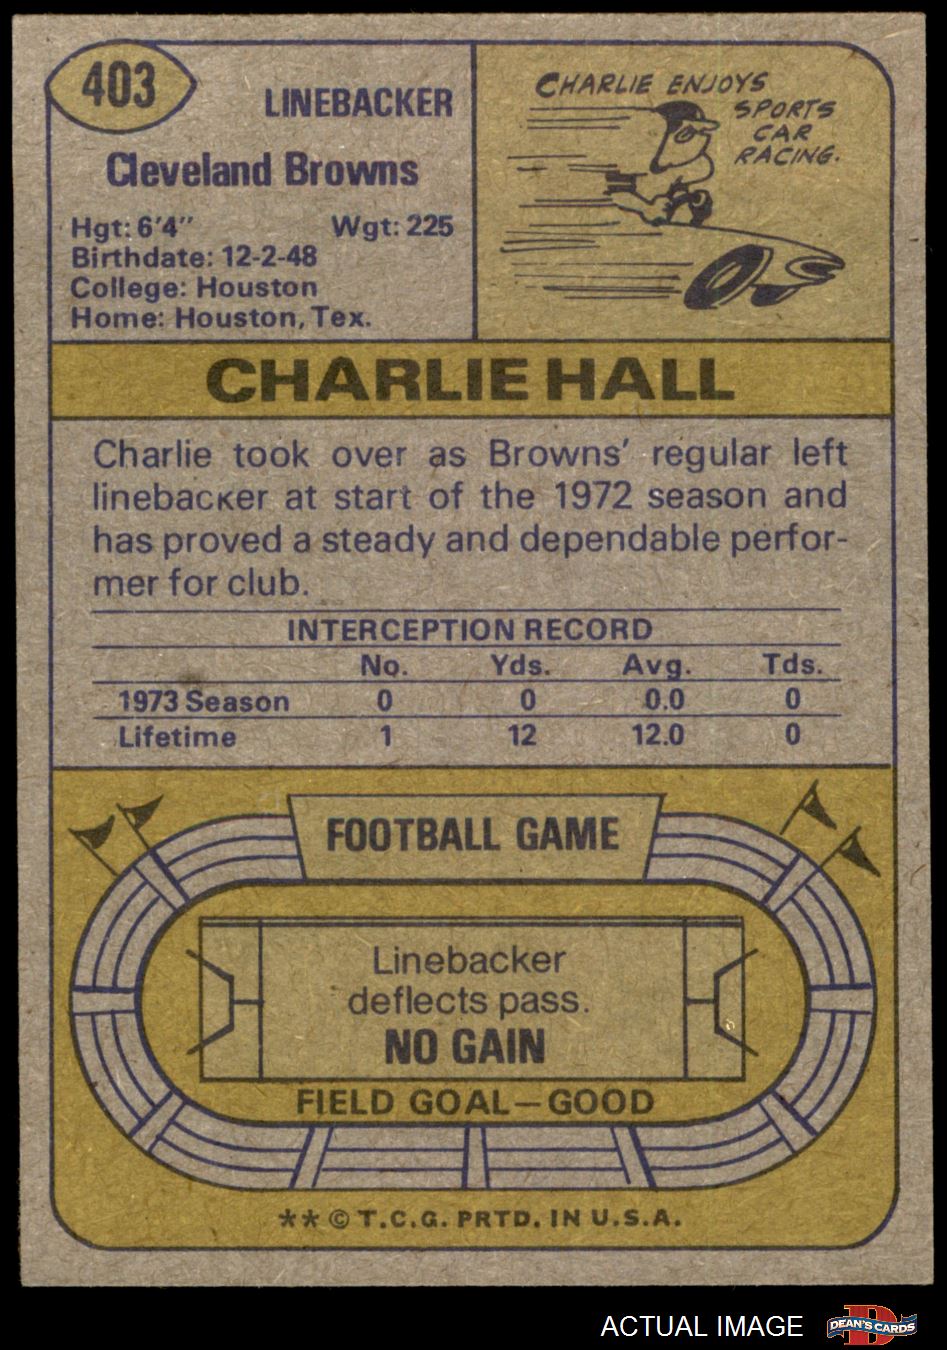 403
LINEBACKER
Cleveland Browns
Hgt: 6'4" Wgt: 225
Birthdate: 12-2-48
College: Houston
Home: Houston, Tex.
CHARLIE ENJOYS
SPORTS
CAR
RACING.
CHARLIE HALL
Charlie took over as Browns' regular left
linebacker at start of the 1972 season and
has proved a steady and dependable perfor-
mer for club.
INTERCEPTION RECORD
No. Yds. Avg. Tds.
1973 Season 0 0 0.0 0
Lifetime 1 12 12.0 0
FOOTBALL GAME
Linebacker
deflects pass.
NO GAIN
FIELD GOAL—GOOD
** © T.C.G. PRTD. IN U.S.A.
ACTUAL IMAGE
D
DEAN'S CARDS